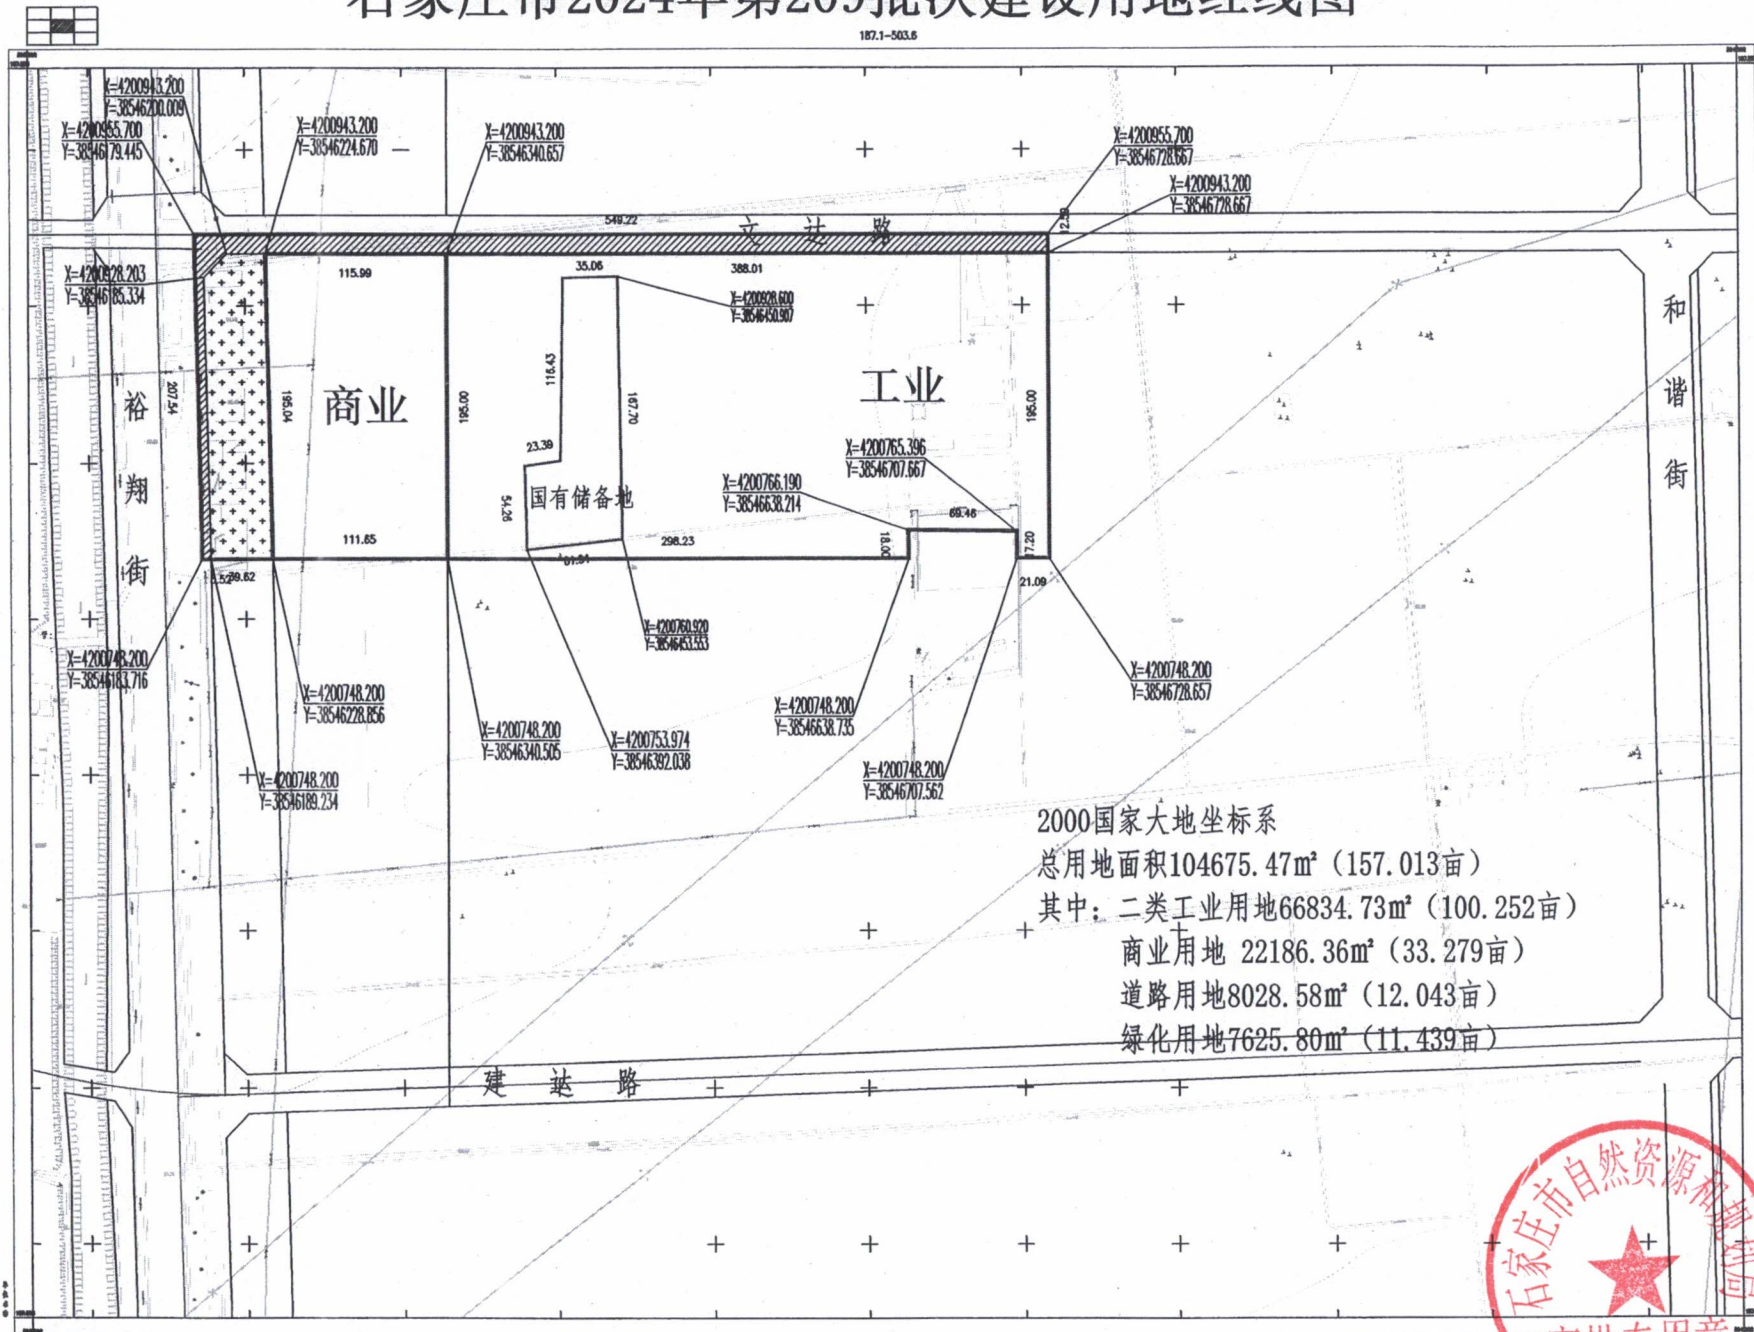 石家庄市2024年第209批次建设用地红线图
187.1-503.6
X=4200943.200
Y=38546200.009
X=4200955.700
Y=38546179.445
X=4200943.200
Y=38546224.670
X=4200943.200
Y=38546340.657
X=4200955.700
Y=38546728.667
X=4200943.200
Y=38546728.667
549.22
文达路
12.50
X=4200928.203
Y=38546185.334
115.99
35.06
388.01
X=4200928.600
Y=38546450.907
和谐街
裕翔街
207.54
195.04
商业
195.00
116.43
167.70
工业
195.00
23.39
X=4200765.396
Y=38546707.667
X=4200766.190
Y=38546638.214
54.26
国有储备地
69.46
111.65
298.23
18.00
17.20
61.91
5.52
39.62
21.09
X=4200760.920
Y=38546453.553
X=4200748.200
Y=38546183.716
X=4200748.200
Y=38546228.856
X=4200748.200
Y=38546728.657
X=4200748.200
Y=38546340.505
X=4200753.974
Y=38546392.038
X=4200748.200
Y=38546638.735
X=4200748.200
Y=38546189.234
X=4200748.200
Y=38546707.562
2000国家大地坐标系
总用地面积104675.47m²（157.013亩）
其中：二类工业用地66834.73m²（100.252亩）
商业用地 22186.36m²（33.279亩）
道路用地8028.58m²（12.043亩）
绿化用地7625.80m²（11.439亩）
建达路
石家庄市自然资源和规划局